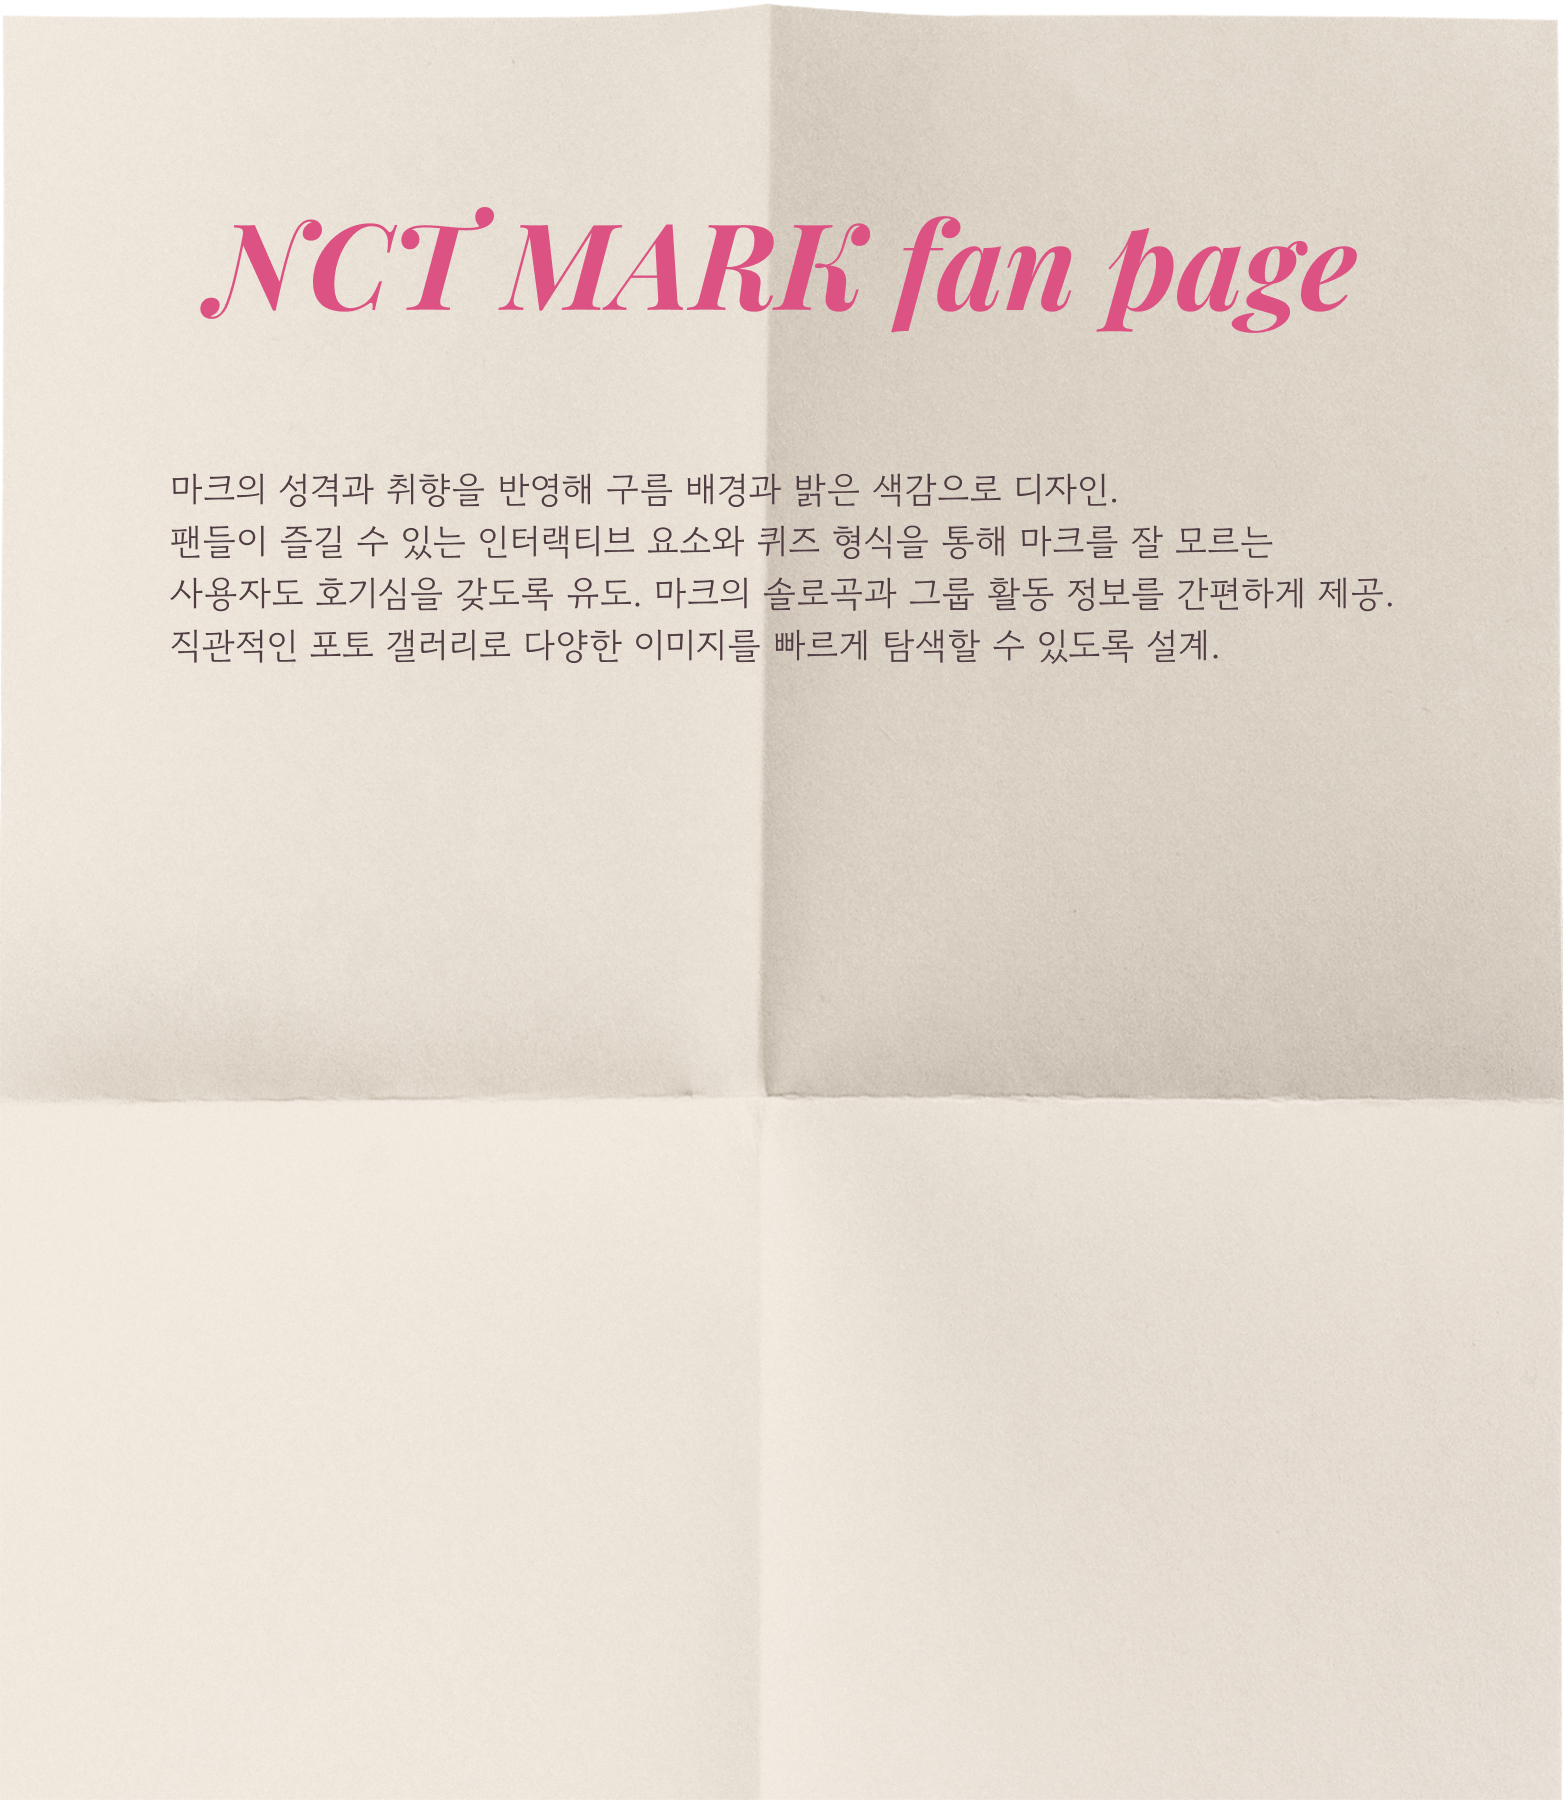 NCT MARK fan page
마크의 성격과 취향을 반영해 구름 배경과 밝은 색감으로 디자인.
팬들이 즐길 수 있는 인터랙티브 요소와 퀴즈 형식을 통해 마크를 잘 모르는
사용자도 호기심을 갖도록 유도. 마크의 솔로곡과 그룹 활동 정보를 간편하게 제공.
직관적인 포토 갤러리로 다양한 이미지를 빠르게 탐색할 수 있도록 설계.